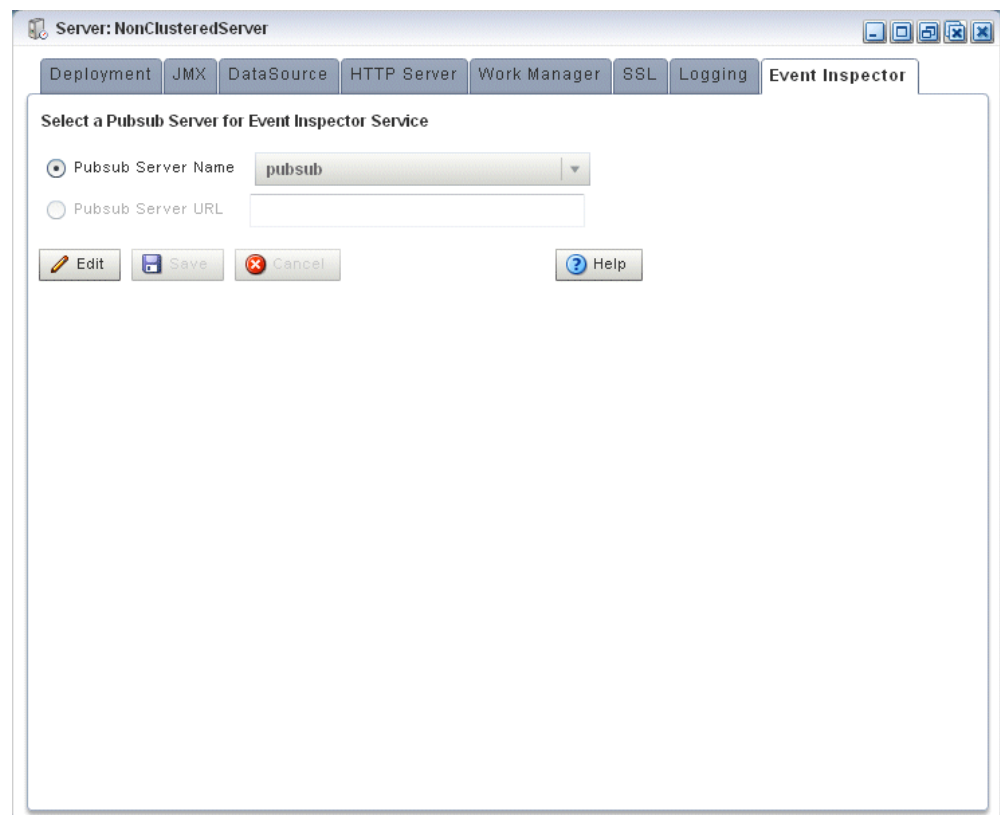 Server: NonClusteredServer
Deployment JMX DataSource HTTP Server Work Manager SSL Logging Event Inspector
Select a Pubsub Server for Event Inspector Service
Pubsub Server Name pubsub
Pubsub Server URL
Edit Save Cancel Help